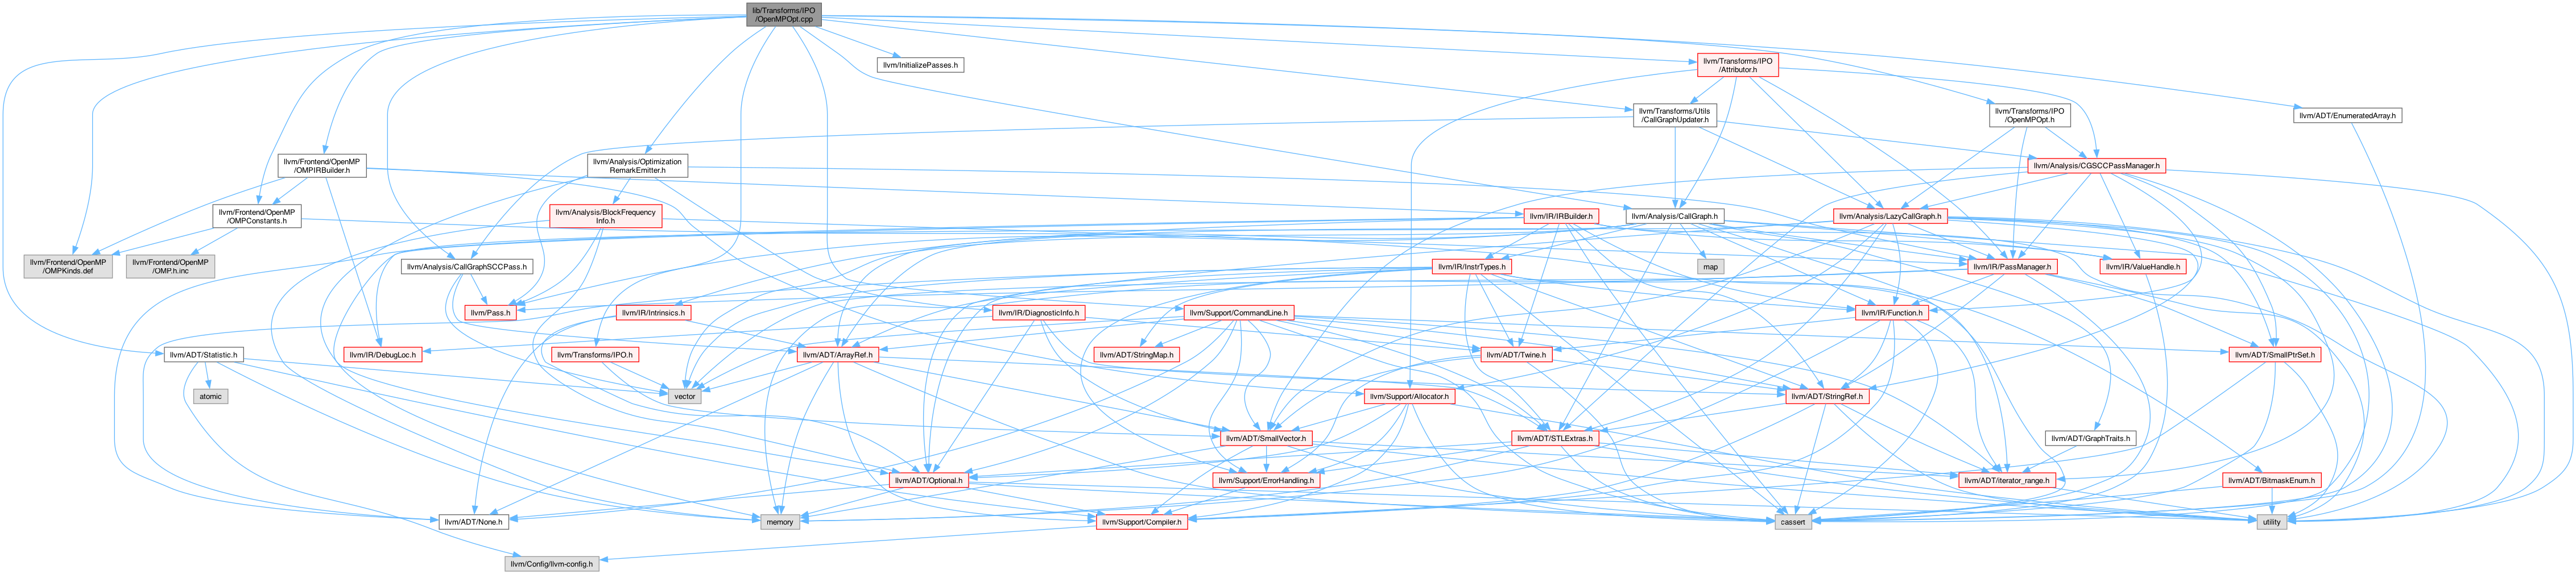 lib/Transforms/IPO
/OpenMPOpt.cpp
llvm/InitializePasses.h
llvm/Transforms/IPO
/Attributor.h
llvm/Transforms/Utils
/CallGraphUpdater.h
llvm/Transforms/IPO
/OpenMPOpt.h
llvm/ADT/EnumeratedArray.h
llvm/Frontend/OpenMP
/OMPIRBuilder.h
llvm/Analysis/Optimization
RemarkEmitter.h
llvm/Analysis/CGSCCPassManager.h
llvm/Frontend/OpenMP
/OMPConstants.h
llvm/Analysis/BlockFrequency
Info.h
llvm/IR/IRBuilder.h
llvm/Analysis/CallGraph.h
llvm/Analysis/LazyCallGraph.h
llvm/Frontend/OpenMP
/OMPKinds.def
llvm/Frontend/OpenMP
/OMP.h.inc
llvm/Analysis/CallGraphSCCPass.h
llvm/IR/InstrTypes.h
map
llvm/IR/PassManager.h
llvm/IR/ValueHandle.h
llvm/Pass.h
llvm/IR/Intrinsics.h
llvm/IR/DiagnosticInfo.h
llvm/Support/CommandLine.h
llvm/IR/Function.h
llvm/ADT/Statistic.h
llvm/IR/DebugLoc.h
llvm/Transforms/IPO.h
llvm/ADT/ArrayRef.h
llvm/ADT/StringMap.h
llvm/ADT/Twine.h
llvm/ADT/SmallPtrSet.h
atomic
vector
llvm/Support/Allocator.h
llvm/ADT/StringRef.h
llvm/ADT/SmallVector.h
llvm/ADT/STLExtras.h
llvm/ADT/GraphTraits.h
llvm/ADT/Optional.h
llvm/Support/ErrorHandling.h
llvm/ADT/iterator_range.h
llvm/ADT/BitmaskEnum.h
llvm/ADT/None.h
memory
llvm/Support/Compiler.h
cassert
utility
llvm/Config/llvm-config.h